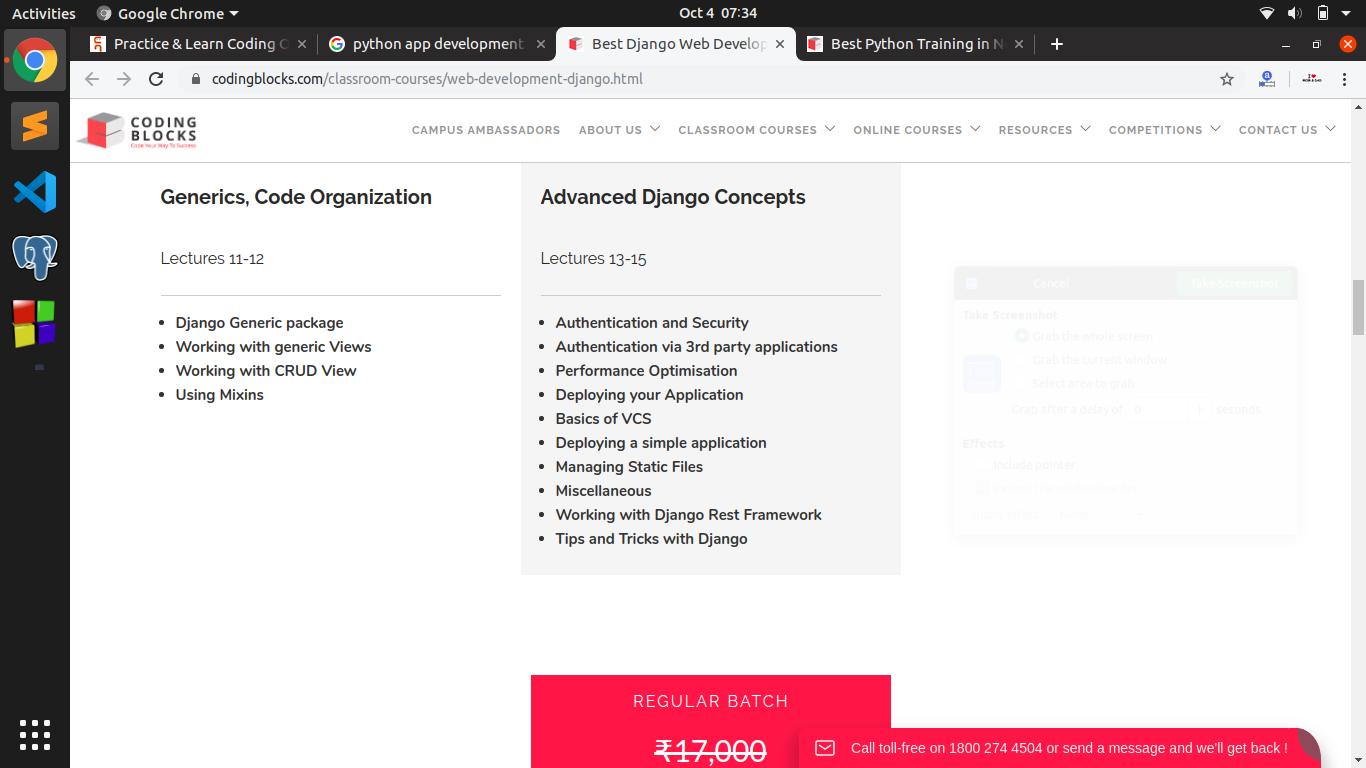 Activities
Google Chrome
Oct 4 07:34
Practice & Learn Coding
python app development
Best Django Web Develop
Best Python Training in N
codingblocks.com/classroom-courses/web-development-django.html
CODING
BLOCKS
Code Your Way To Success
CAMPUS AMBASSADORS
ABOUT US
CLASSROOM COURSES
ONLINE COURSES
RESOURCES
COMPETITIONS
CONTACT US
Generics, Code Organization
Lectures 11-12
Django Generic package
Working with generic Views
Working with CRUD View
Using Mixins
Advanced Django Concepts
Lectures 13-15
Authentication and Security
Authentication via 3rd party applications
Performance Optimisation
Deploying your Application
Basics of VCS
Deploying a simple application
Managing Static Files
Miscellaneous
Working with Django Rest Framework
Tips and Tricks with Django
Cancel
Take Screenshot
Take Screenshot
Grab the whole screen
Grab the current window
Select area to grab
Grab after a delay of 0 seconds
Effects
Include pointer
REGULAR BATCH
₹17,000
Call toll-free on 1800 274 4504 or send a message and we'll get back !